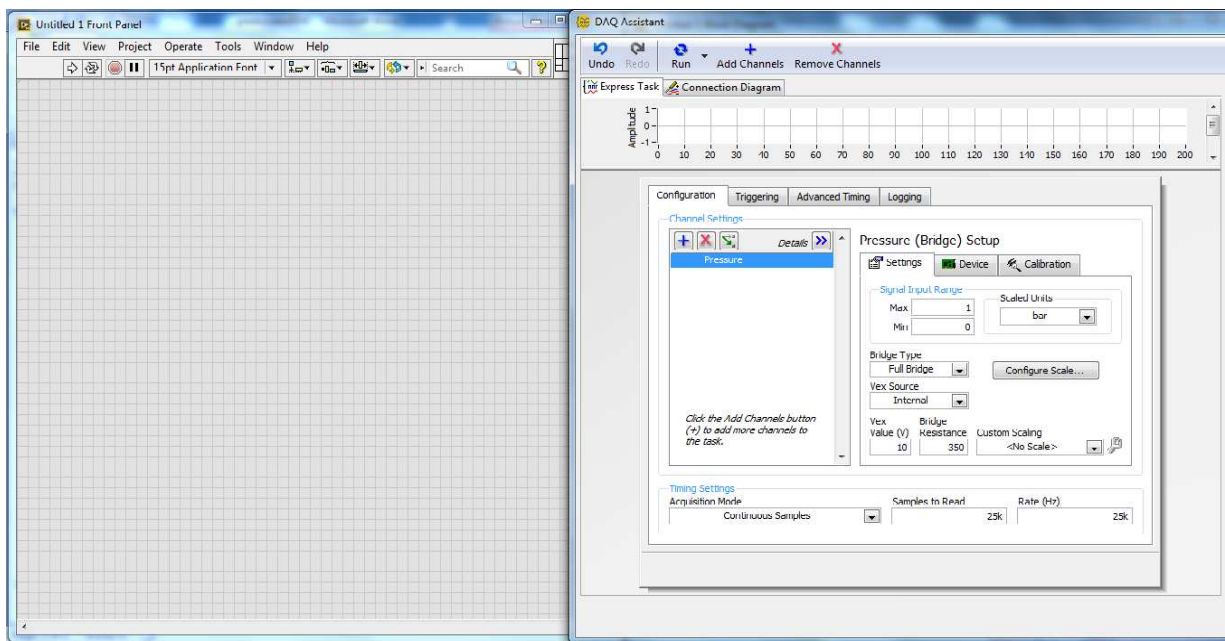 Untitled 1 Front Panel
File Edit View Project Operate Tools Window Help
15pt Application Font
Search
DAQ Assistant
Undo Redo Run Add Channels Remove Channels
Express Task Connection Diagram
Amplitude
1
0
-1
0 10 20 30 40 50 60 70 80 90 100 110 120 130 140 150 160 170 180 190 200
Configuration Triggering Advanced Timing Logging
Channel Settings
Details
Pressure
Click the Add Channels button
(+) to add more channels to
the task.
Pressure (Bridge) Setup
Settings Device Calibration
Signal Input Range
Max 1
Min 0
Scaled Units
bar
Bridge Type
Full Bridge
Configure Scale...
Vex Source
Internal
Vex Bridge
Value (V) Resistance Custom Scaling
10 350 <No Scale>
Timing Settings
Acquisition Mode Samples to Read Rate (Hz)
Continuous Samples 25k 25k